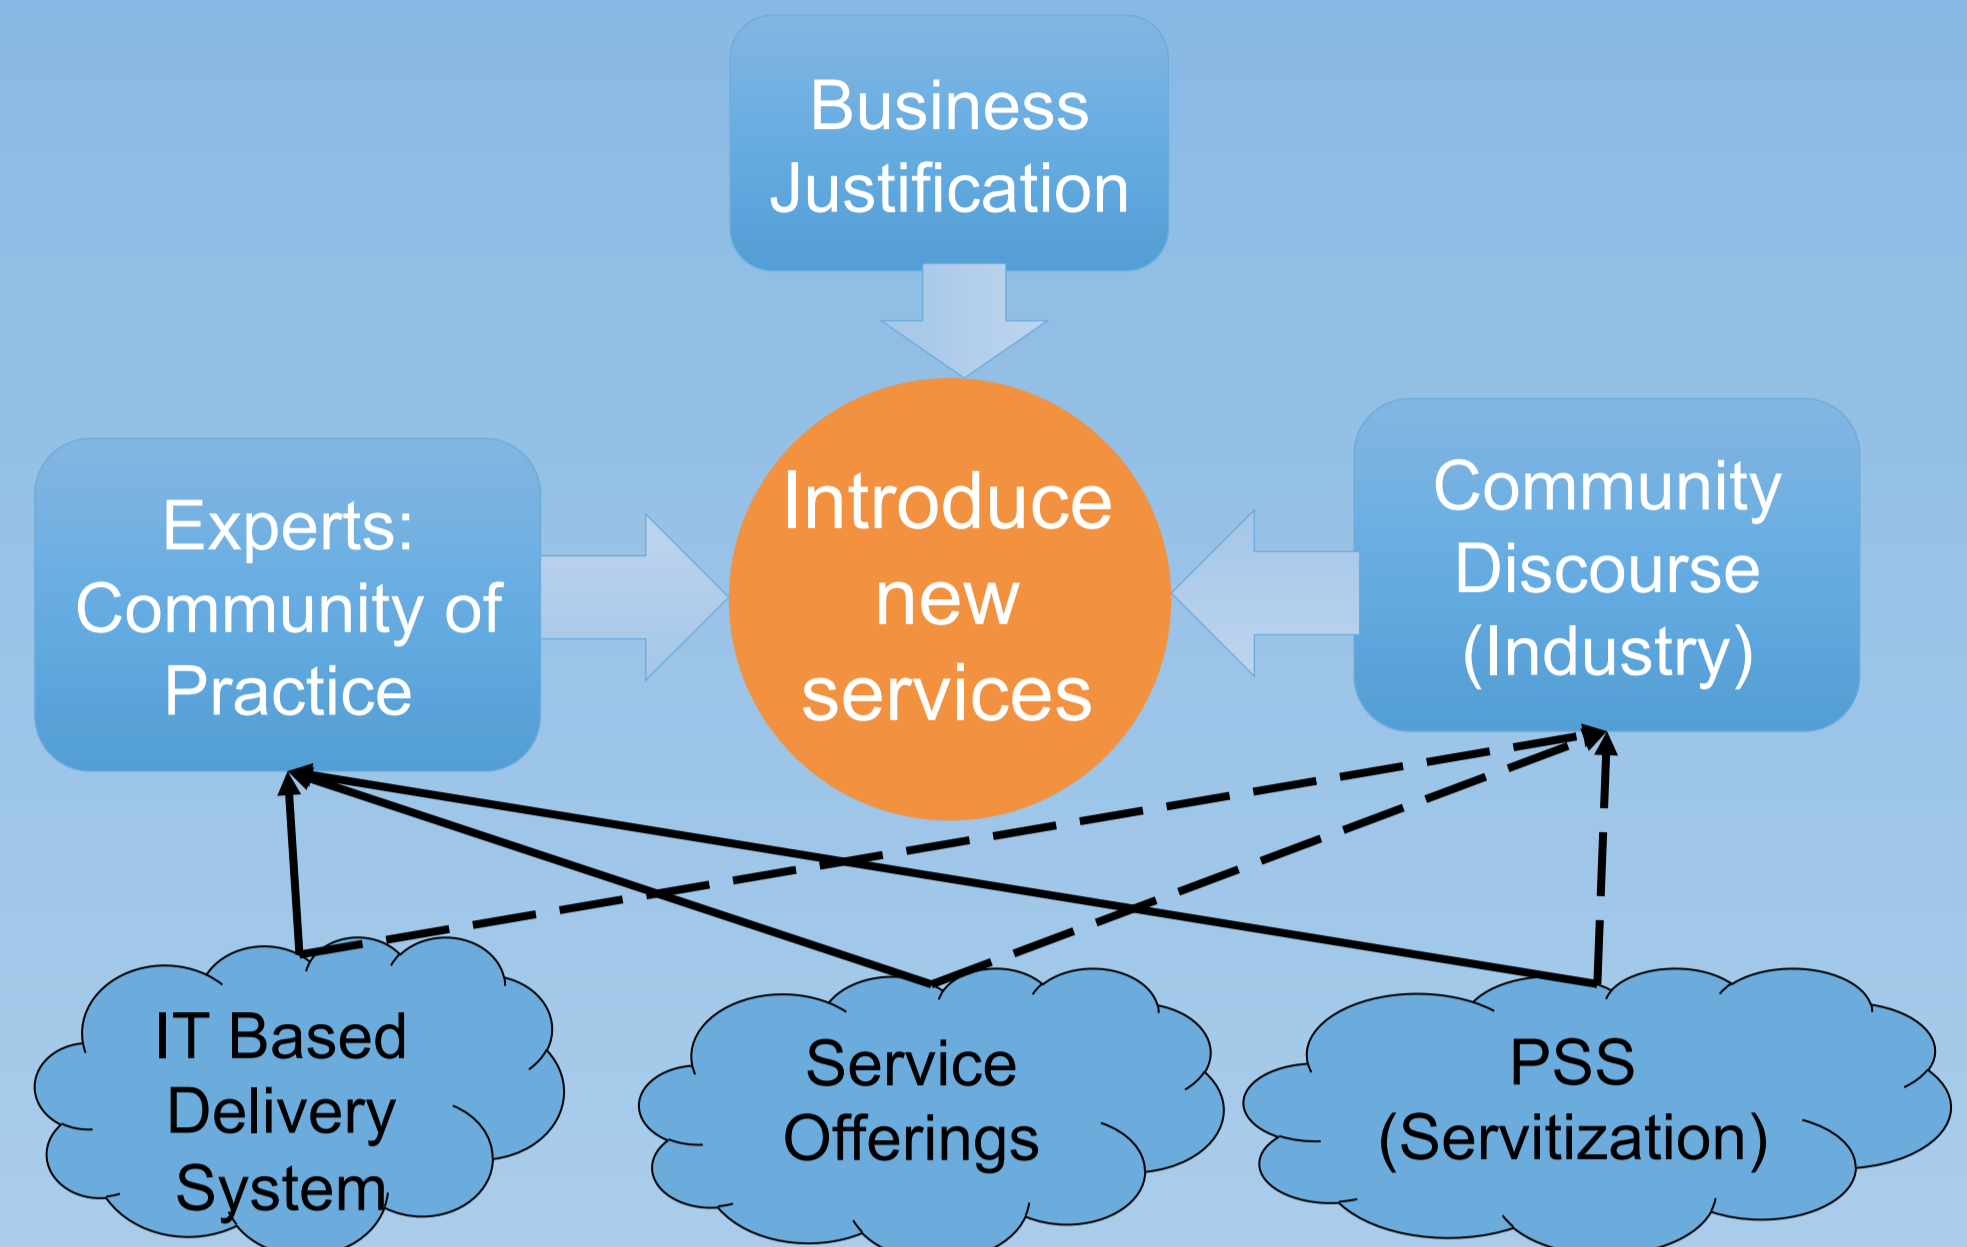 Business
Justification
Experts:
Community of
Practice
Introduce
new
services
Community
Discourse
(Industry)
IT Based
Delivery
System
Service
Offerings
PSS
(Servitization)